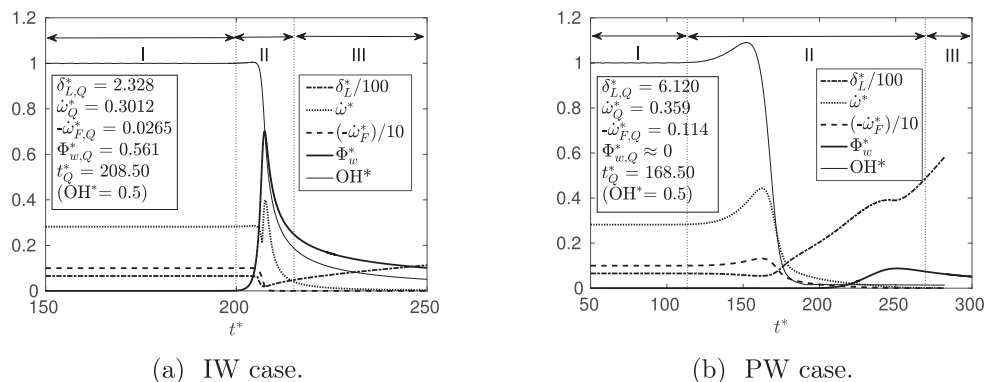 1.2
1
0.8
0.6
0.4
0.2
0
I
II
III
δ*L,Q = 2.328
ω̇*Q = 0.3012
-ω̇*F,Q = 0.0265
Φ*w,Q = 0.561
t*Q = 208.50
(OH* = 0.5)
δ*L/100
ω̇*
(-ω̇*F)/10
Φ*w
OH*
150
200
250
t*
(a) IW case.
1.2
1
0.8
0.6
0.4
0.2
0
I
II
III
δ*L,Q = 6.120
ω̇*Q = 0.359
-ω̇*F,Q = 0.114
Φ*w,Q ≈ 0
t*Q = 168.50
(OH* = 0.5)
δ*L/100
ω̇*
(-ω̇*F)/10
Φ*w
OH*
50
100
150
200
250
300
t*
(b) PW case.